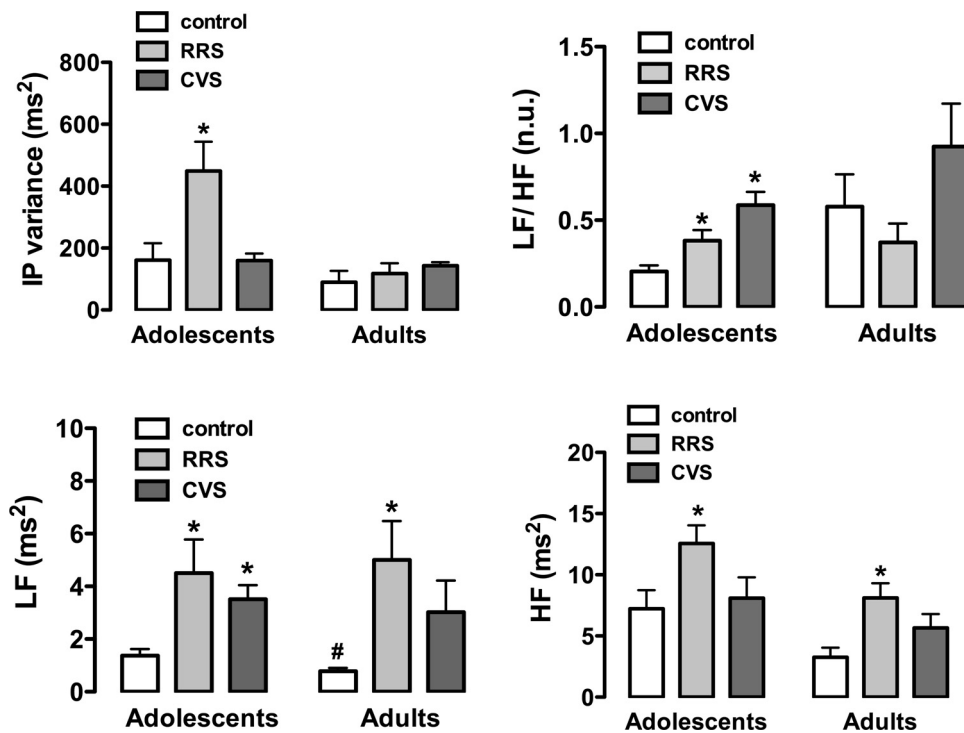 control
RRS
CVS
IP variance (ms²)
800
600
400
200
0
*
Adolescents
Adults
control
RRS
CVS
LF/ HF (n.u.)
1.5
1.0
0.5
0.0
*
*
Adolescents
Adults
control
RRS
CVS
LF (ms²)
10
8
6
4
2
0
*
*
#
*
Adolescents
Adults
control
RRS
CVS
HF (ms²)
20
15
10
5
0
*
*
Adolescents
Adults